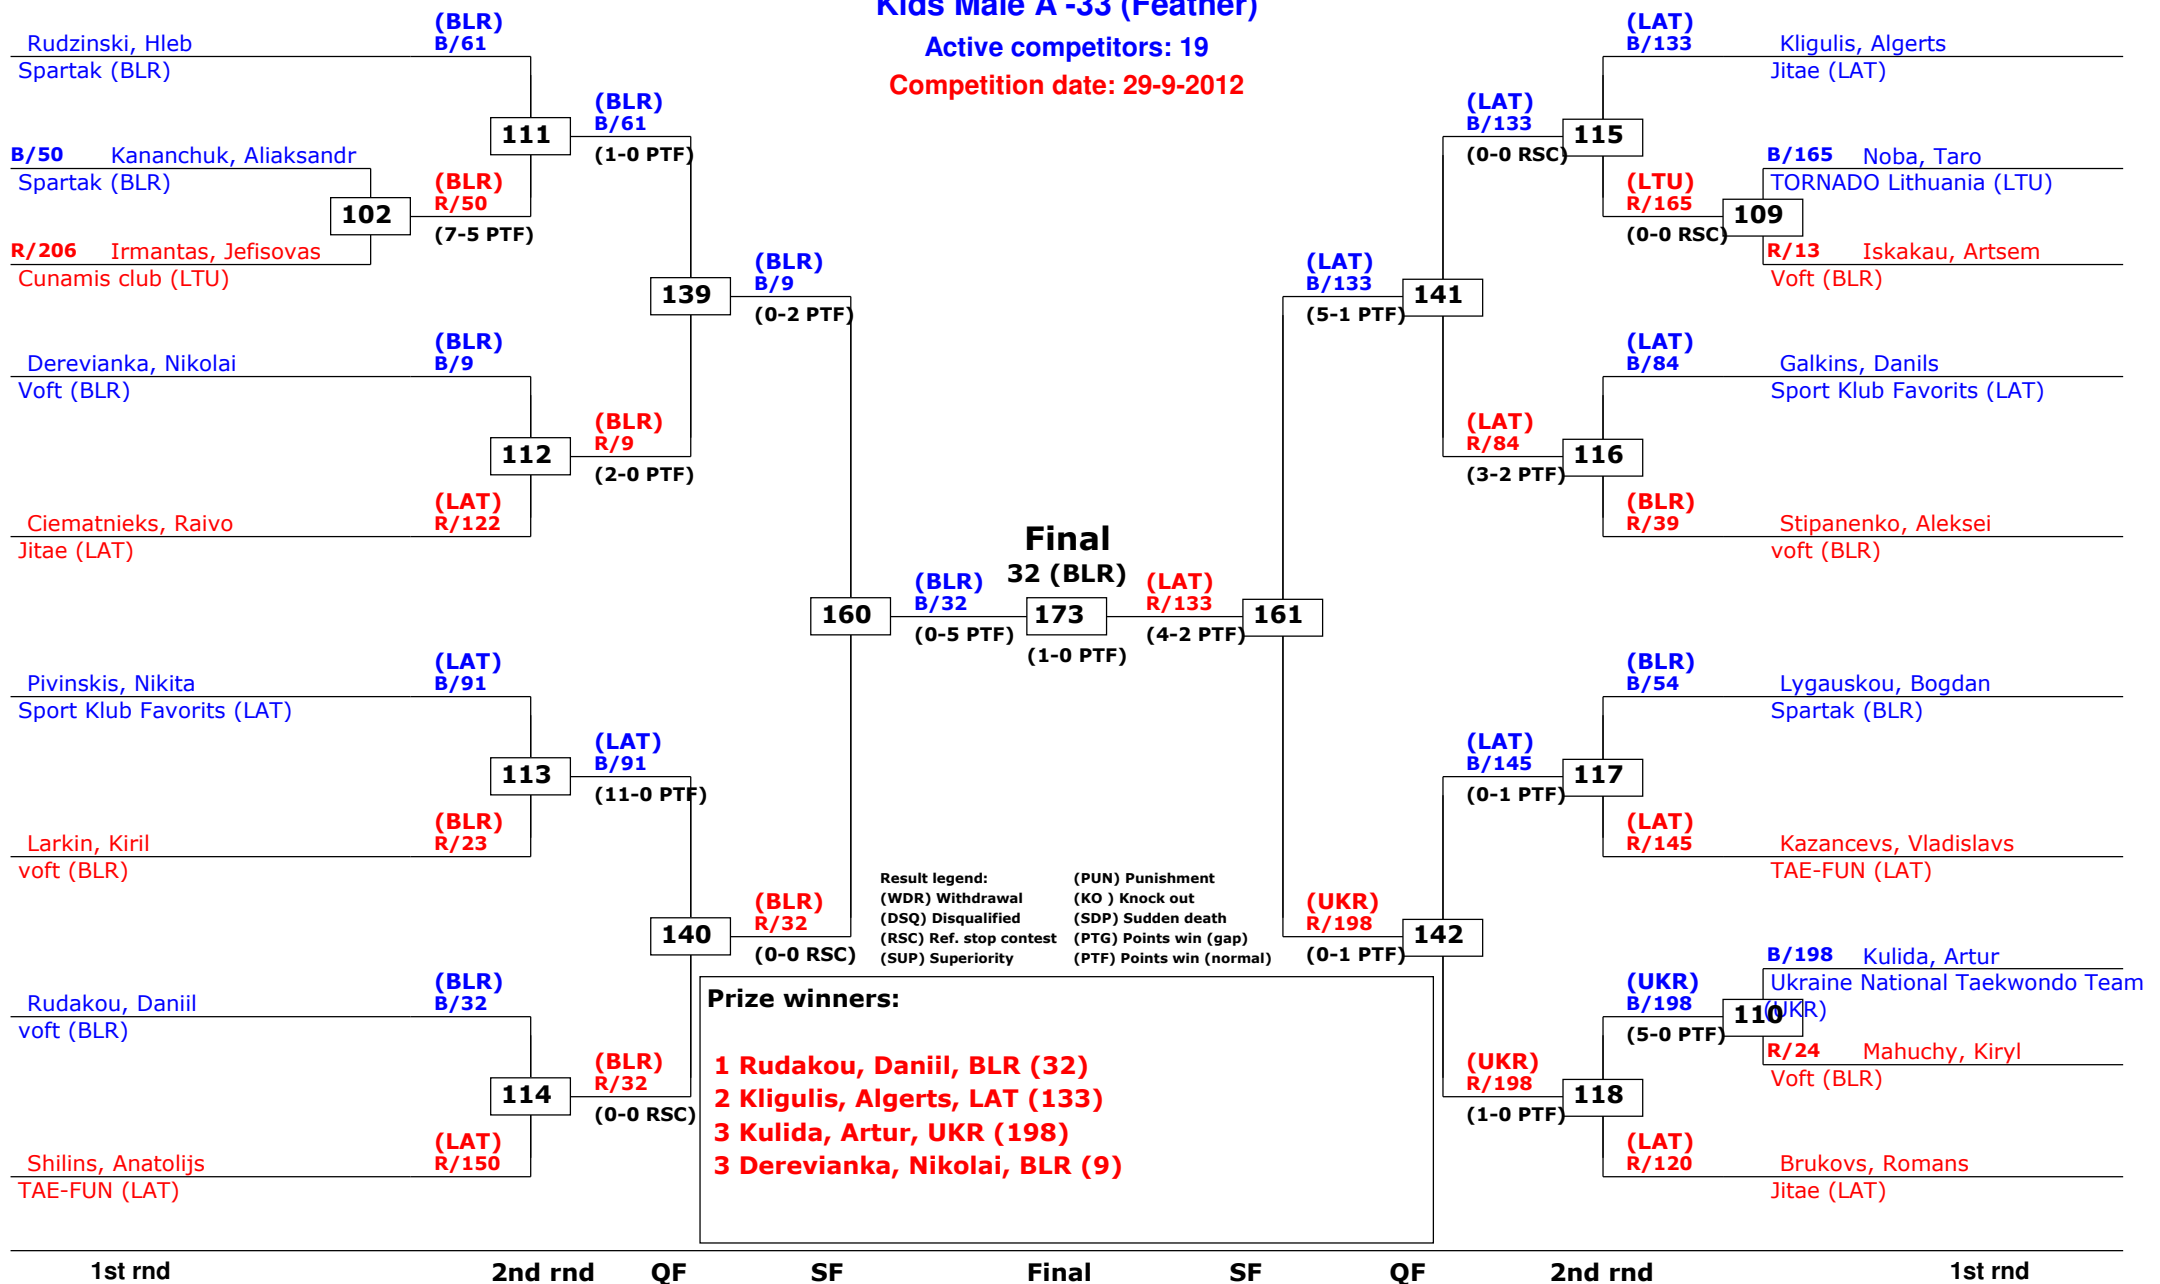 Kids Male A -33 (Feather)
Active competitors: 19
Competition date: 29-9-2012
Rudzinski, Hleb
Spartak (BLR)
(BLR)
B/61
B/50 Kananchuk, Aliaksandr
Spartak (BLR)
R/206 Irmantas, Jefisovas
Cunamis club (LTU)
102
(BLR)
R/50
(7-5 PTF)
111
(BLR)
B/61
(1-0 PTF)
Derevianka, Nikolai
Voft (BLR)
(BLR)
B/9
Ciematnieks, Raivo
Jitae (LAT)
(LAT)
R/122
112
(BLR)
R/9
(2-0 PTF)
139
(BLR)
B/9
(0-2 PTF)
Pivinskis, Nikita
Sport Klub Favorits (LAT)
(LAT)
B/91
Larkin, Kiril
voft (BLR)
(BLR)
R/23
113
(LAT)
B/91
(11-0 PTF)
Rudakou, Daniil
voft (BLR)
(BLR)
B/32
Shilins, Anatolijs
TAE-FUN (LAT)
(LAT)
R/150
114
(BLR)
R/32
(0-0 RSC)
140
(BLR)
R/32
(0-0 RSC)
160
(BLR)
B/32
(0-5 PTF)
Final
32 (BLR)
173
(1-0 PTF)
(LAT)
R/133
(4-2 PTF)
161
(LAT)
B/133
Kligulis, Algerts
Jitae (LAT)
B/165 Noba, Taro
TORNADO Lithuania (LTU)
R/13 Iskakau, Artsem
Voft (BLR)
109
(LTU)
R/165
(0-0 RSC)
115
(LAT)
B/133
(0-0 RSC)
(LAT)
B/84
Galkins, Danils
Sport Klub Favorits (LAT)
(BLR)
R/39
Stipanenko, Aleksei
voft (BLR)
116
(LAT)
R/84
(3-2 PTF)
141
(LAT)
B/133
(5-1 PTF)
(BLR)
B/54
Lygauskou, Bogdan
Spartak (BLR)
(LAT)
R/145
Kazancevs, Vladislavs
TAE-FUN (LAT)
117
(LAT)
B/145
(0-1 PTF)
B/198 Kulida, Artur
Ukraine National Taekwondo Team
(UKR)
R/24 Mahuchy, Kiryl
Voft (BLR)
110
(UKR)
B/198
(5-0 PTF)
(LAT)
R/120
Brukovs, Romans
Jitae (LAT)
118
(UKR)
R/198
(1-0 PTF)
142
(UKR)
R/198
(0-1 PTF)
Result legend:
(WDR) Withdrawal
(DSQ) Disqualified
(RSC) Ref. stop contest
(SUP) Superiority
(PUN) Punishment
(KO ) Knock out
(SDP) Sudden death
(PTG) Points win (gap)
(PTF) Points win (normal)
Prize winners:
1 Rudakou, Daniil, BLR (32)
2 Kligulis, Algerts, LAT (133)
3 Kulida, Artur, UKR (198)
3 Derevianka, Nikolai, BLR (9)
1st rnd 2nd rnd QF SF Final SF QF 2nd rnd 1st rnd